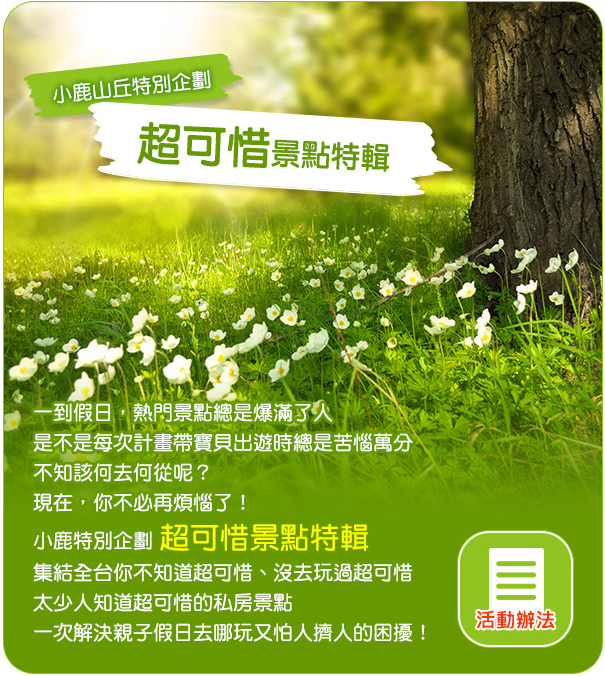 小鹿山丘特別企劃
超可惜景點特輯
一到假日，熱門景點總是爆滿了人
是不是每次計畫帶寶貝出遊時總是苦惱萬分
不知該何去何從呢？
現在，你不必再煩惱了！
小鹿特別企劃 超可惜景點特輯
集結全台你不知道超可惜、沒去玩過超可惜
太少人知道超可惜的私房景點
一次解決親子假日去哪玩又怕人擠人的困擾！
活動辦法